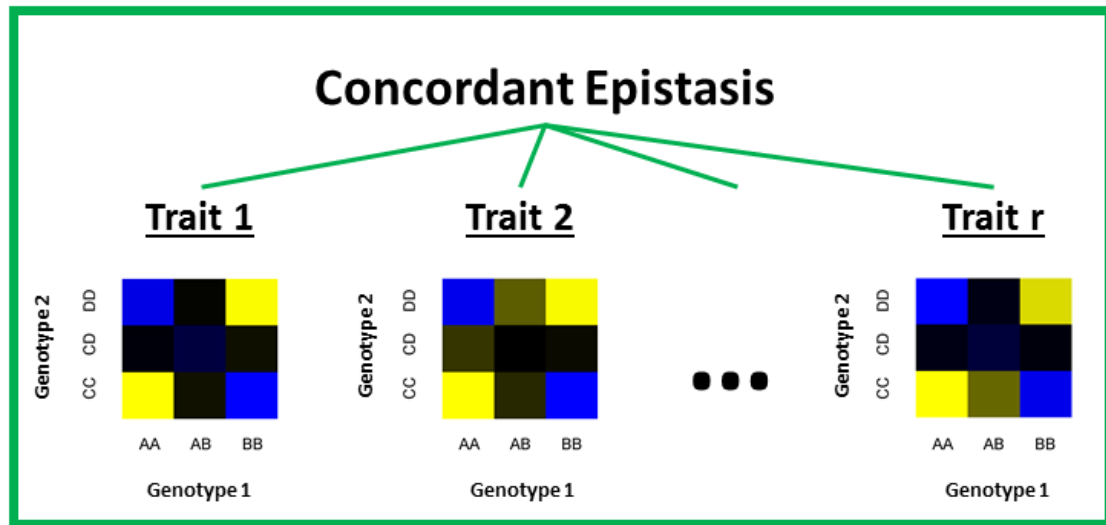 Concordant Epistasis
Trait 1
Trait 2
Trait r
Genotype 2
DD
CD
CC
AA AB BB
Genotype 1
Genotype 2
DD
CD
CC
AA AB BB
Genotype 1
...
Genotype 2
DD
CD
CC
AA AB BB
Genotype 1